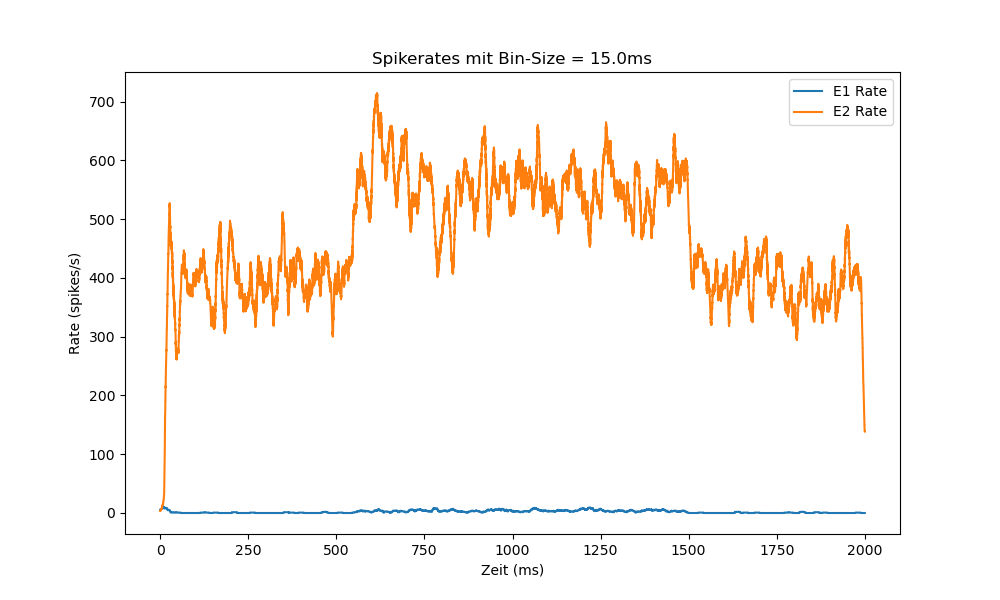 Spikerates mit Bin-Size = 15.0ms
E1 Rate
E2 Rate
700
600
500
400
300
200
100
0
Rate (spikes/s)
0 250 500 750 1000 1250 1500 1750 2000
Zeit (ms)